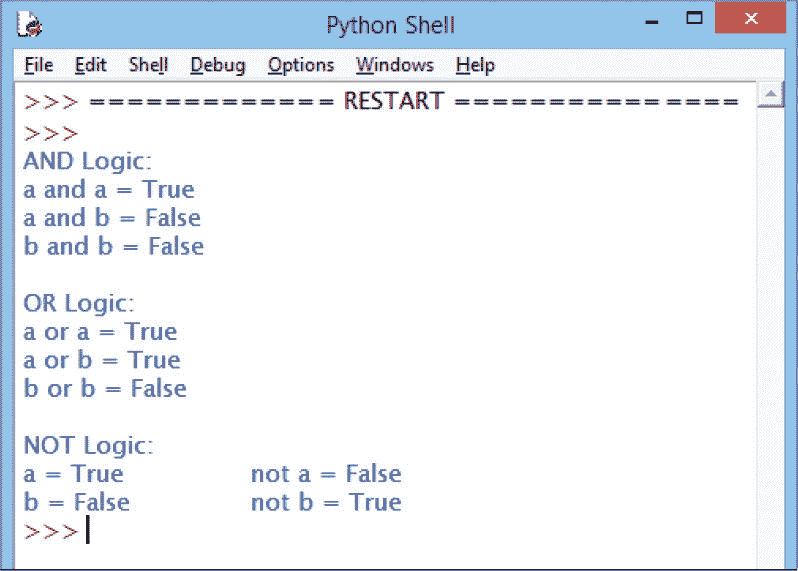 Python Shell
File Edit Shell Debug Options Windows Help
>>> ============= RESTART ===============
>>>
AND Logic:
a and a = True
a and b = False
b and b = False
OR Logic:
a or a = True
a or b = True
b or b = False
NOT Logic:
a = True not a = False
b = False not b = True
>>>